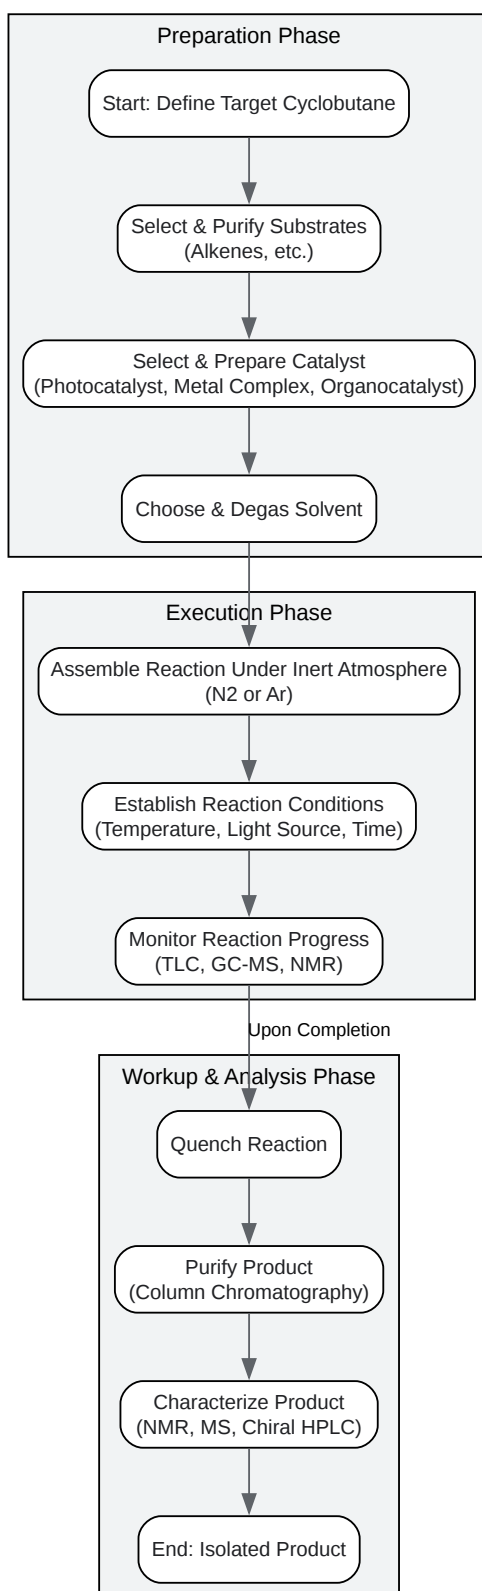 Preparation Phase
Start: Define Target Cyclobutane
Select & Purify Substrates
(Alkenes, etc.)
Select & Prepare Catalyst
(Photocatalyst, Metal Complex, Organocatalyst)
Choose & Degas Solvent
Execution Phase
Assemble Reaction Under Inert Atmosphere
(N2 or Ar)
Establish Reaction Conditions
(Temperature, Light Source, Time)
Monitor Reaction Progress
(TLC, GC-MS, NMR)
Upon Completion
Workup & Analysis Phase
Quench Reaction
Purify Product
(Column Chromatography)
Characterize Product
(NMR, MS, Chiral HPLC)
End: Isolated Product